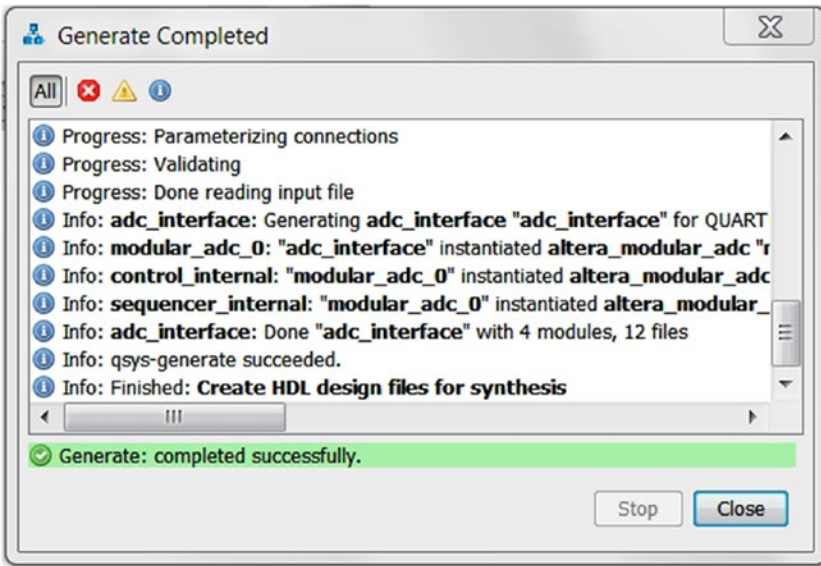 Generate Completed
All
Progress: Parameterizing connections
Progress: Validating
Progress: Done reading input file
Info: adc_interface: Generating adc_interface "adc_interface" for QUART
Info: modular_adc_0: "adc_interface" instantiated altera_modular_adc "
Info: control_internal: "modular_adc_0" instantiated altera_modular_adc
Info: sequencer_internal: "modular_adc_0" instantiated altera_modular_
Info: adc_interface: Done "adc_interface" with 4 modules, 12 files
Info: qsys-generate succeeded.
Info: Finished: Create HDL design files for synthesis
Generate: completed successfully.
Stop Close